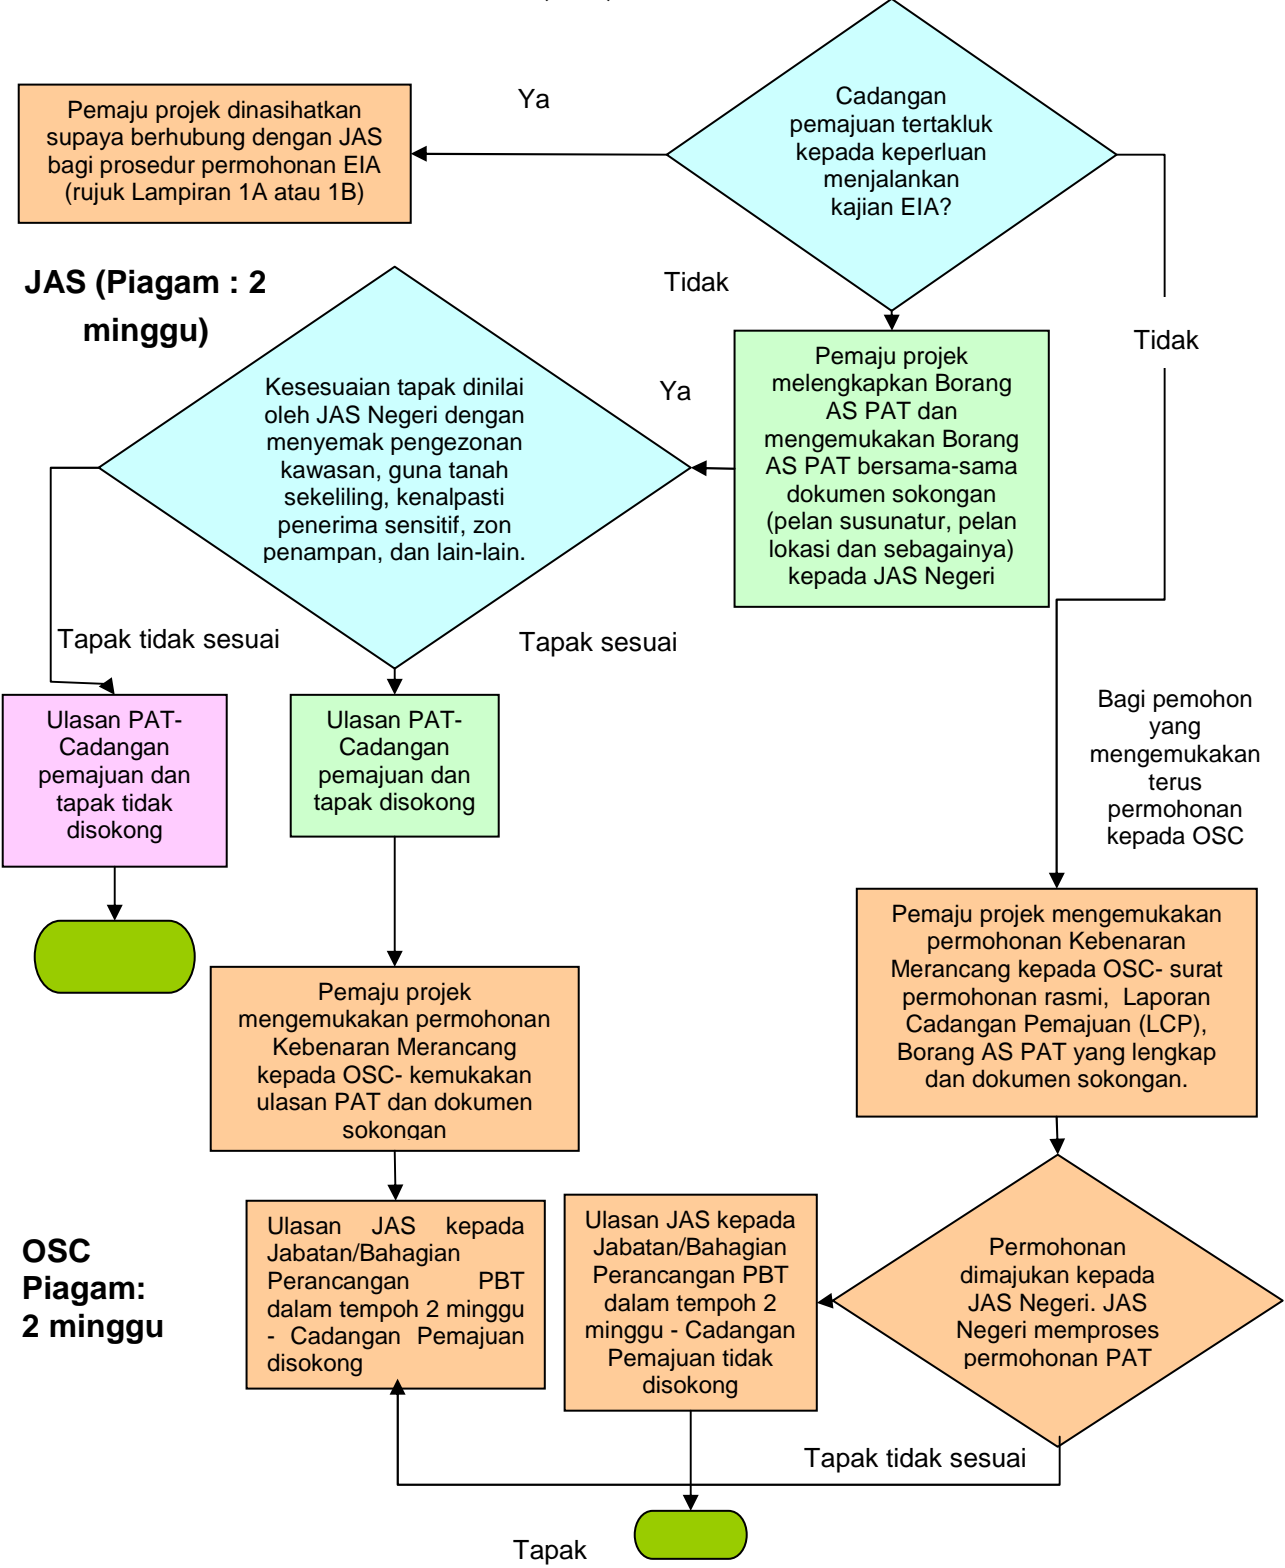 Ya
Pemaju projek dinasihatkan
supaya berhubung dengan JAS
bagi prosedur permohonan EIA
(rujuk Lampiran 1A atau 1B)
Cadangan
pemajuan tertakluk
kepada keperluan
menjalankan
kajian EIA?
JAS (Piagam : 2
minggu)
Tidak
Tidak
Kesesuaian tapak dinilai
oleh JAS Negeri dengan
menyemak pengezonan
kawasan, guna tanah
sekeliling, kenalpasti
penerima sensitif, zon
penampan, dan lain-lain.
Ya
Pemaju projek
melengkapkan Borang
AS PAT dan
mengemukakan Borang
AS PAT bersama-sama
dokumen sokongan
(pelan susunatur, pelan
lokasi dan sebagainya)
kepada JAS Negeri
Tapak tidak sesuai
Tapak sesuai
Ulasan PAT-
Cadangan
pemajuan dan
tapak tidak
disokong
Ulasan PAT-
Cadangan
pemajuan dan
tapak disokong
Bagi pemohon
yang
mengemukakan
terus
permohonan
kepada OSC
Pemaju projek
mengemukakan permohonan
Kebenaran Merancang
kepada OSC- kemukakan
ulasan PAT dan dokumen
sokongan
Pemaju projek mengemukakan
permohonan Kebenaran
Merancang kepada OSC- surat
permohonan rasmi, Laporan
Cadangan Pemajuan (LCP),
Borang AS PAT yang lengkap
dan dokumen sokongan.
OSC
Piagam:
2 minggu
Ulasan JAS kepada
Jabatan/Bahagian
Perancangan PBT
dalam tempoh 2 minggu
- Cadangan Pemajuan
disokong
Ulasan JAS kepada
Jabatan/Bahagian
Perancangan PBT
dalam tempoh 2
minggu - Cadangan
Pemajuan tidak
disokong
Permohonan
dimajukan kepada
JAS Negeri. JAS
Negeri memproses
permohonan PAT
Tapak tidak sesuai
Tapak